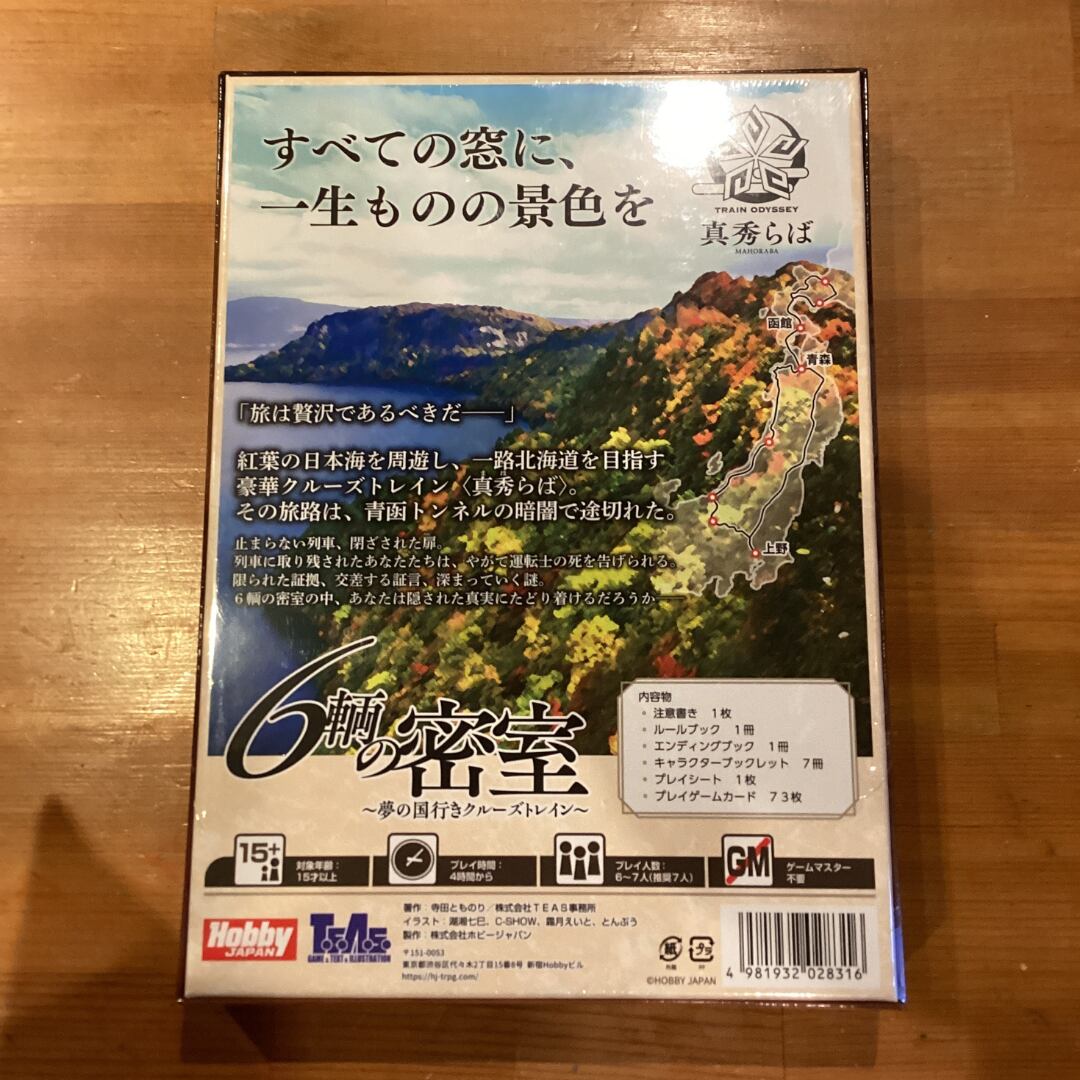 すべての窓に、
一生ものの景色を
TRAIN ODYSSEY
真秀らば
MAHORABA
函館
青森
上野
「旅は贅沢であるべきだ――」
紅葉の日本海を周遊し、一路北海道を目指す
豪華クルーズトレイン〈真秀らば〉。
その旅路は、青函トンネルの暗闇で途切れた。
止まらない列車、閉ざされた扉。
列車に取り残されたあなたたちは、やがて運転士の死を告げられる。
限られた証拠、交差する証言、深まっていく謎。
6輌の密室の中、あなたは隠された真実にたどり着けるだろうか――
6輌の密室
～夢の国行きクルーズトレイン～
内容物
・注意書き 1枚
・ルールブック 1冊
・エンディングブック 1冊
・キャラクターブックレット 7冊
・プレイシート 1枚
・プレイゲームカード 73枚
15+
対象年齢：
15才以上
プレイ時間：
4時間から
プレイ人数：
6～7人(推奨7人)
GM
ゲームマスター
不要
Hobby
JAPAN
TEAS
GAME & TEXT & ILLUSTRATION
著作：寺田とものり／株式会社TEAS事務所
イラスト：湖湘七巳、C-SHOW、霜月えいと、とんぷう
製作：株式会社ホビージャパン
〒151-0053
東京都渋谷区代々木2丁目15番8号 新宿Hobbyビル
https://hj-trpg.com/
紙
外箱
プラ
PP
©HOBBY JAPAN
4 981932 028316